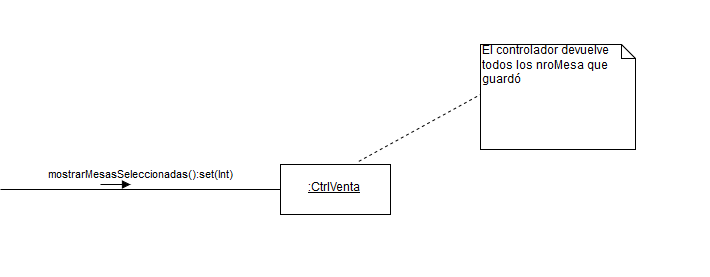 El controlador devuelve
todos los nroMesa que
guardó
mostrarMesasSeleccionadas():set(Int)
:CtrlVenta